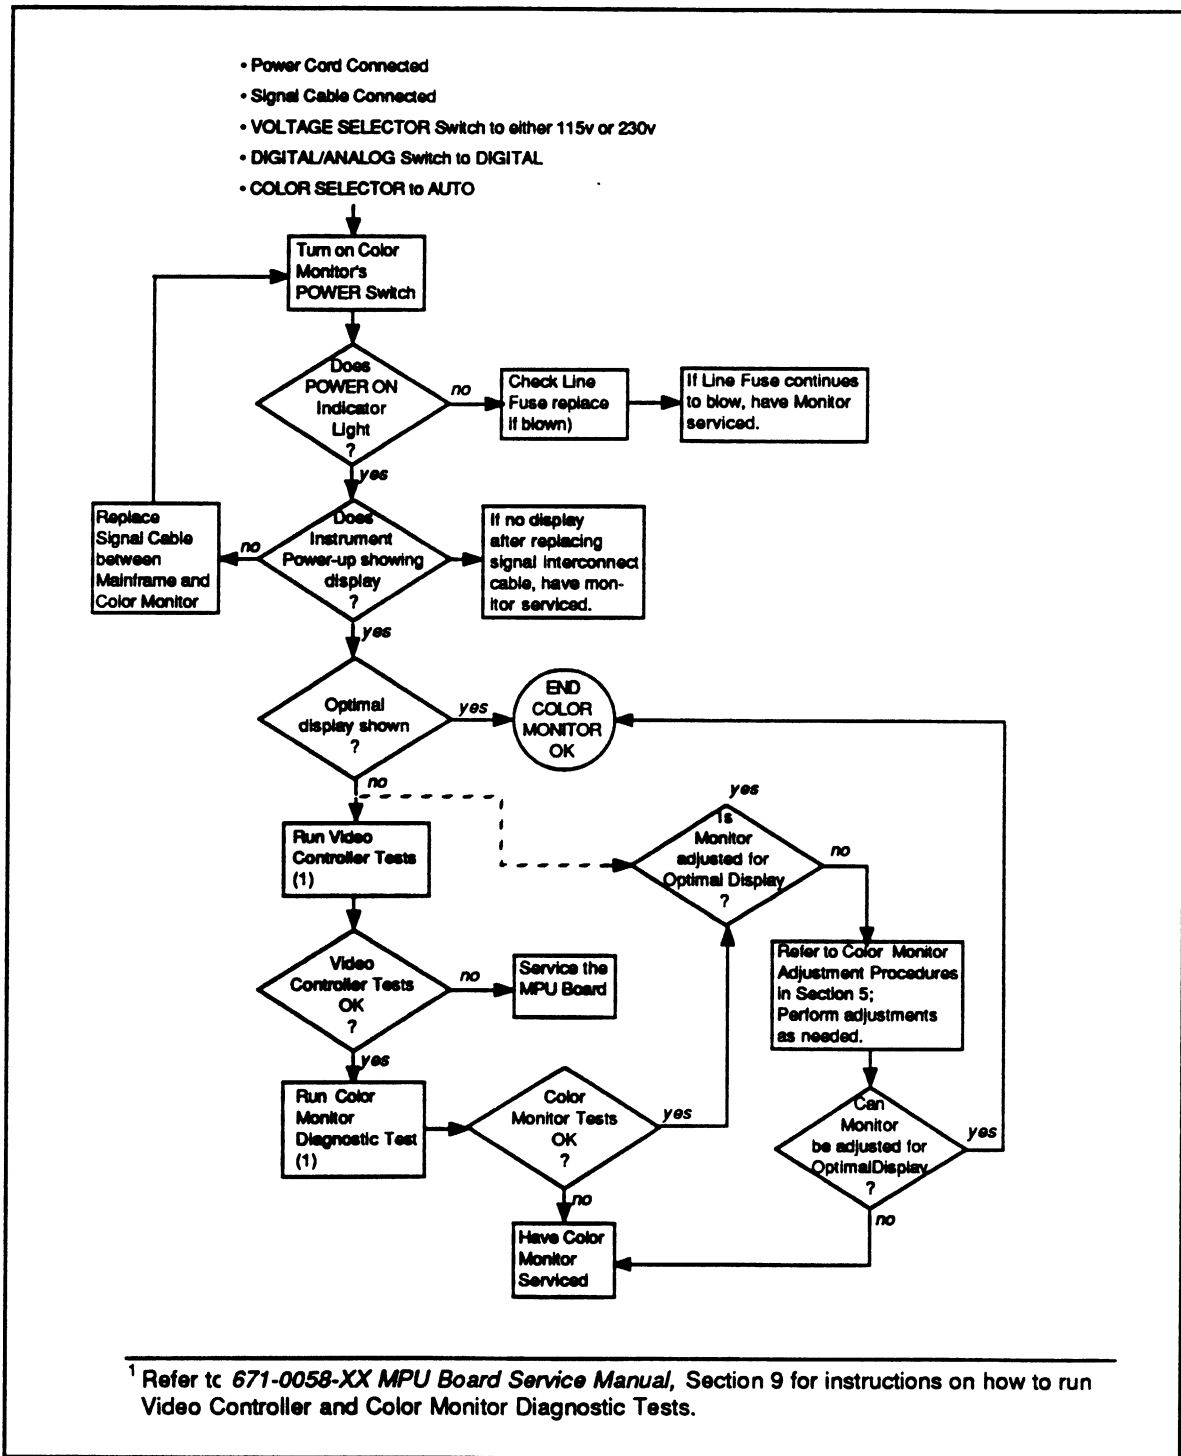 • Power Cord Connected
• Signal Cable Connected
• VOLTAGE SELECTOR Switch to either 115v or 230v
• DIGITAL/ANALOG Switch to DIGITAL
• COLOR SELECTOR to AUTO
Turn on Color
Monitor's
POWER Switch
Does
POWER ON
Indicator
Light
?
no
Check Line
Fuse replace
if blown)
If Line Fuse continues
to blow, have Monitor
serviced.
yes
Replace
Signal Cable
between
Mainframe and
Color Monitor
no
Does
Instrument
Power-up showing
display
?
If no display
after replacing
signal interconnect
cable, have mon-
itor serviced.
yes
Optimal
display shown
?
yes
END
COLOR
MONITOR
OK
no
Run Video
Controller Tests
(1)
yes
Is
Monitor
adjusted for
Optimal Display
?
no
Video
Controller Tests
OK
?
no
Service the
MPU Board
Refer to Color Monitor
Adjustment Procedures
in Section 5;
Perform adjustments
as needed.
yes
Run Color
Monitor
Diagnostic Test
(1)
Color
Monitor Tests
OK
?
yes
Can
Monitor
be adjusted for
OptimalDisplay
?
yes
no
no
Have Color
Monitor
Serviced
1 Refer tc 671-0058-XX MPU Board Service Manual, Section 9 for instructions on how to run
Video Controller and Color Monitor Diagnostic Tests.